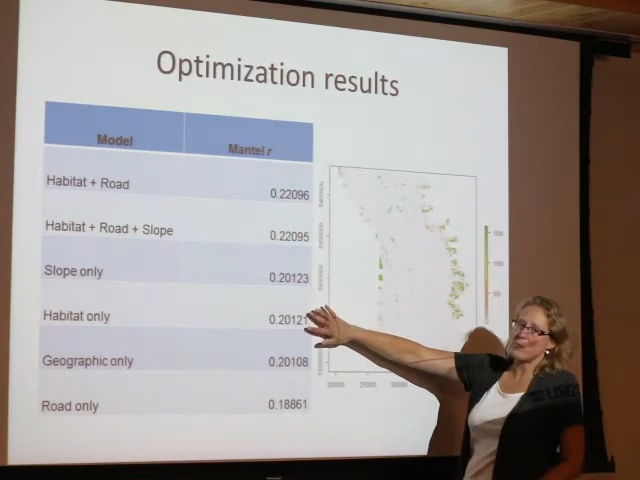 Optimization results
Model Mantel r
Habitat + Road 0.22096
Habitat + Road + Slope 0.22095
Slope only 0.20123
Habitat only 0.20121
Geographic only 0.20108
Road only 0.18861
USGS